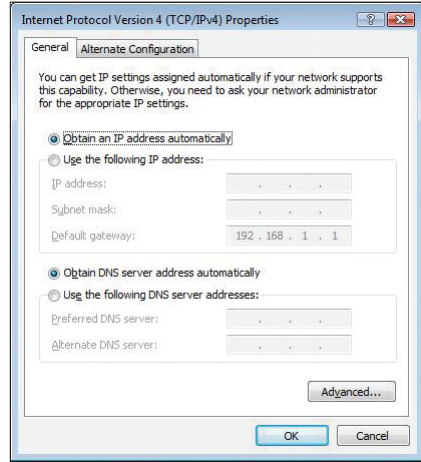 Internet Protocol Version 4 (TCP/IPv4) Properties
General
Alternate Configuration
You can get IP settings assigned automatically if your network supports
this capability. Otherwise, you need to ask your network administrator
for the appropriate IP settings.
Obtain an IP address automatically
Use the following IP address:
IP address:
. . .
Subnet mask:
. . .
Default gateway:
192 . 168 . 1 . 1
Obtain DNS server address automatically
Use the following DNS server addresses:
Preferred DNS server:
. . .
Alternate DNS server:
. . .
Advanced...
OK
Cancel